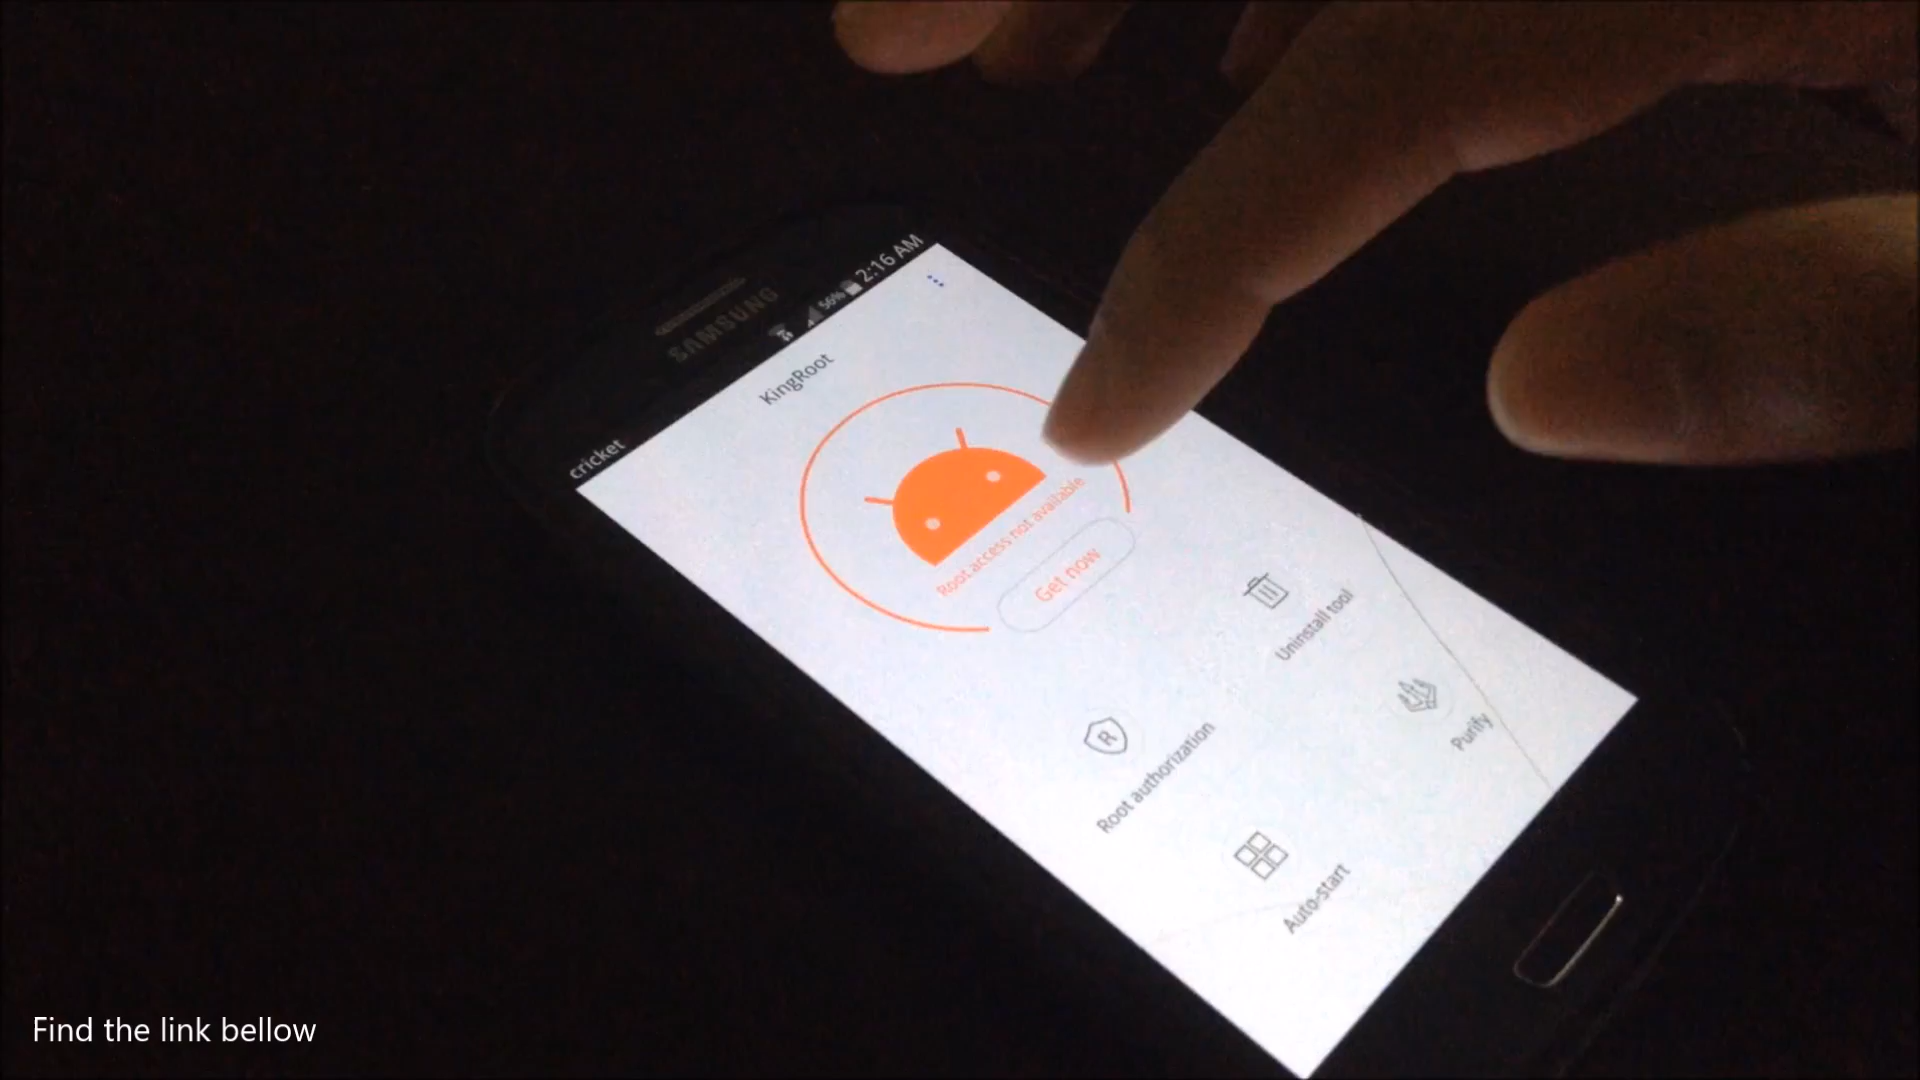 SAMSUNG
cricket
56%
2:16 AM
KingRoot
Root access not available
Get now
Root authorization
Uninstall tool
Auto-start
Purify
Find the link bellow